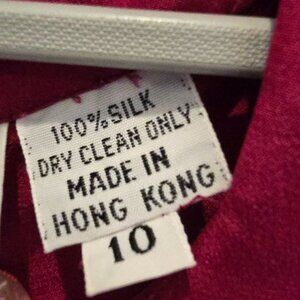 100% SILK
DRY CLEAN ONLY
MADE IN
HONG KONG
10